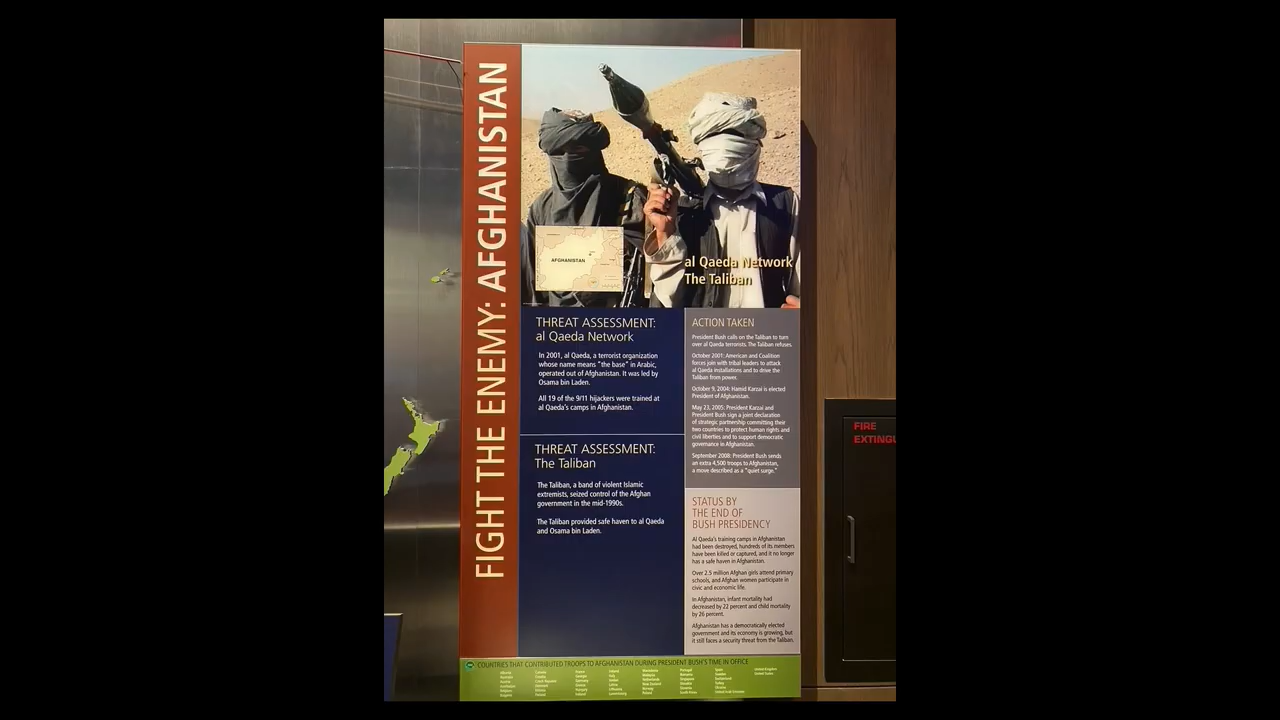 FIGHT THE ENEMY: AFGHANISTAN
AFGHANISTAN
al Qaeda Network
The Taliban
THREAT ASSESSMENT:
al Qaeda Network
In 2001, al Qaeda, a terrorist organization
whose name means "the base" in Arabic,
operated out of Afghanistan. It was led by
Osama bin Laden.
All 19 of the 9/11 hijackers were trained at
al Qaeda's camps in Afghanistan.
THREAT ASSESSMENT:
The Taliban
The Taliban, a band of violent Islamic
extremists, seized control of the Afghan
government in the mid-1990s.
The Taliban provided safe haven to al Qaeda
and Osama bin Laden.
ACTION TAKEN
President Bush calls on the Taliban to turn
over al Qaeda terrorists. The Taliban refuses.
October 2001: American and Coalition
forces join with tribal leaders to attack
al Qaeda installations and to drive the
Taliban from power.
October 9, 2004: Hamid Karzai is elected
President of Afghanistan.
May 23, 2005: President Karzai and
President Bush sign a joint declaration
of strategic partnership committing their
two countries to protect human rights and
civil liberties and to support democratic
governance in Afghanistan.
September 2008: President Bush sends
an extra 4,500 troops to Afghanistan,
a move described as a "quiet surge."
STATUS BY
THE END OF
BUSH PRESIDENCY
Al Qaeda's training camps in Afghanistan
had been destroyed, hundreds of its members
have been killed or captured, and it no longer
has a safe haven in Afghanistan.
Over 2.5 million Afghan girls attend primary
schools, and Afghan women participate in
civic and economic life.
In Afghanistan, infant mortality had
decreased by 22 percent and child mortality
by 26 percent.
Afghanistan has a democratically elected
government and its economy is growing, but
it still faces a security threat from the Taliban.
COUNTRIES THAT CONTRIBUTED TROOPS TO AFGHANISTAN DURING PRESIDENT BUSH'S TIME IN OFFICE
FIRE
EXTINGU